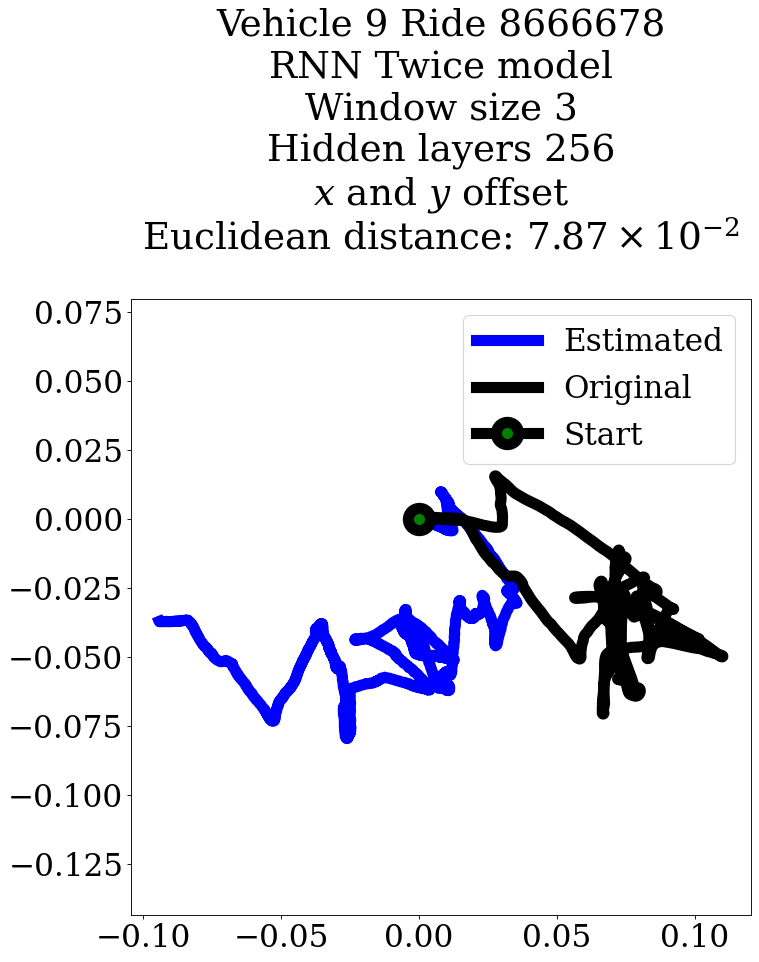 Vehicle 9 Ride 8666678
RNN Twice model
Window size 3
Hidden layers 256
x and y offset
Euclidean distance: 7.87 × 10⁻²
Estimated
Original
Start
0.075
0.050
0.025
0.000
−0.025
−0.050
−0.075
−0.100
−0.125
−0.10 −0.05 0.00 0.05 0.10